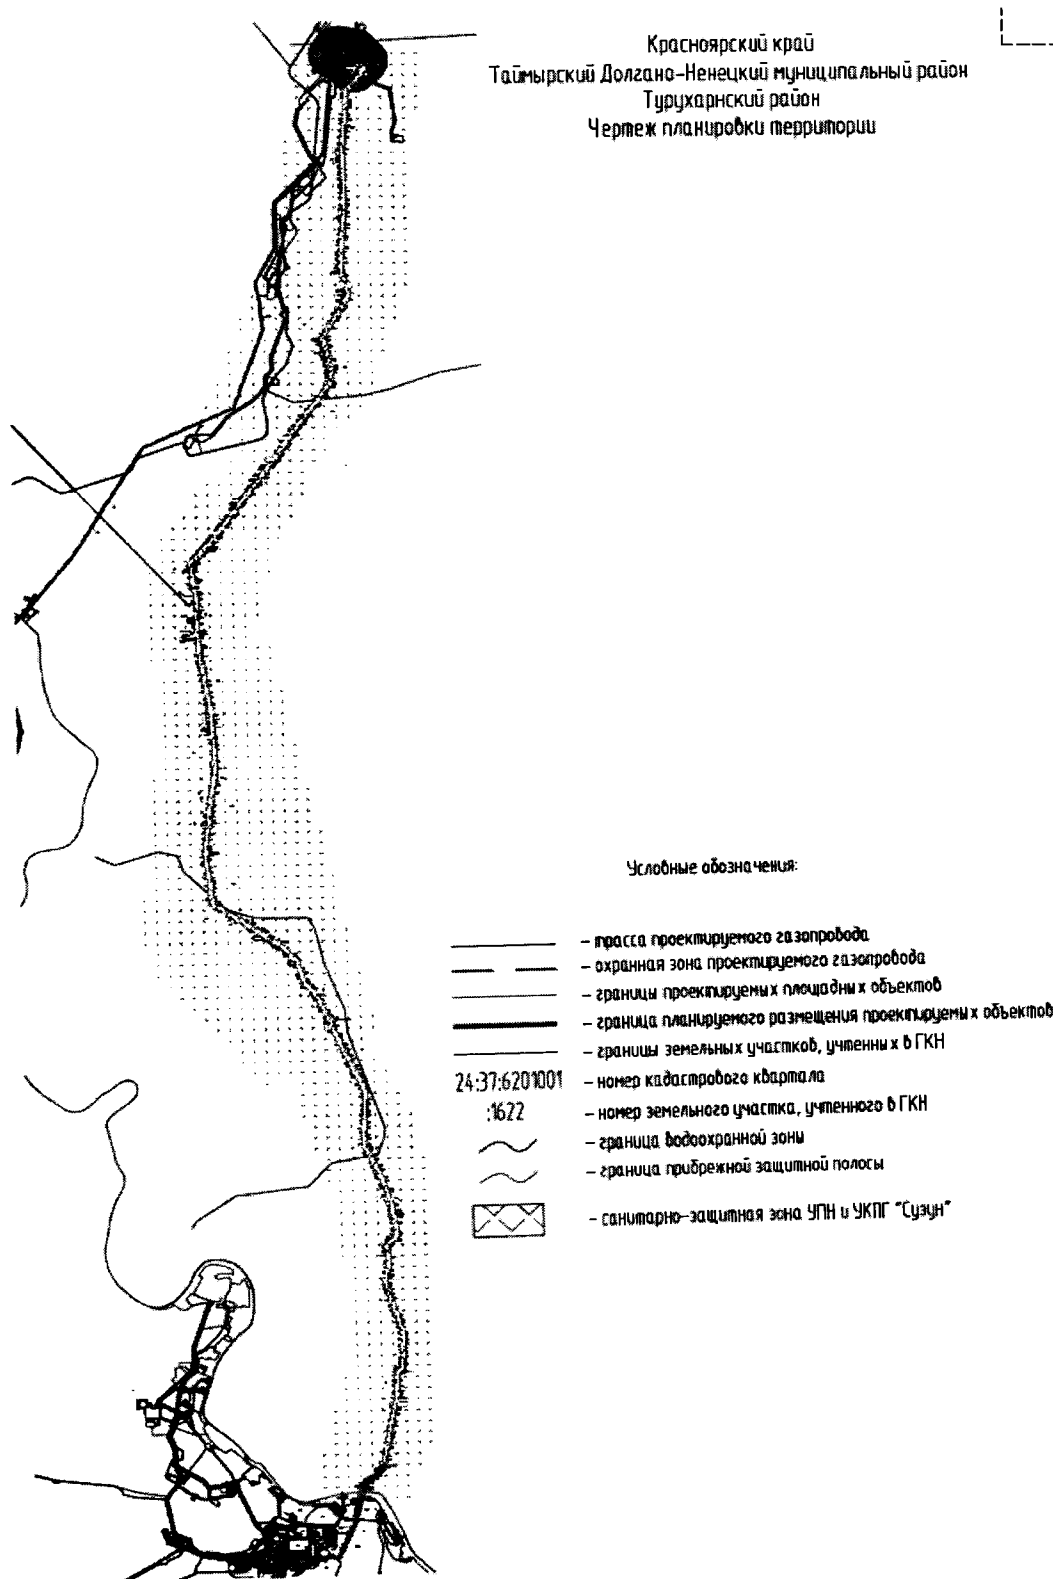 Красноярский край
Таймырский Долгано-Ненецкий муниципальный район
Турухарнский район
Чертеж планировки территории
Условные обозначения:
- трасса проектируемого газопровода
- охранная зона проектируемого газопровода
- границы проектируемых площадных объектов
- граница планируемого размещения проектируемых объектов
- границы земельных участков, учтенных в ГКН
24:37:6201001 - номер кадастрового квартала
:1622 - номер земельного участка, учтенного в ГКН
- граница водоохранной зоны
- граница прибрежной защитной полосы
- санитарно-защитная зона УПН и УКПГ "Сузун"